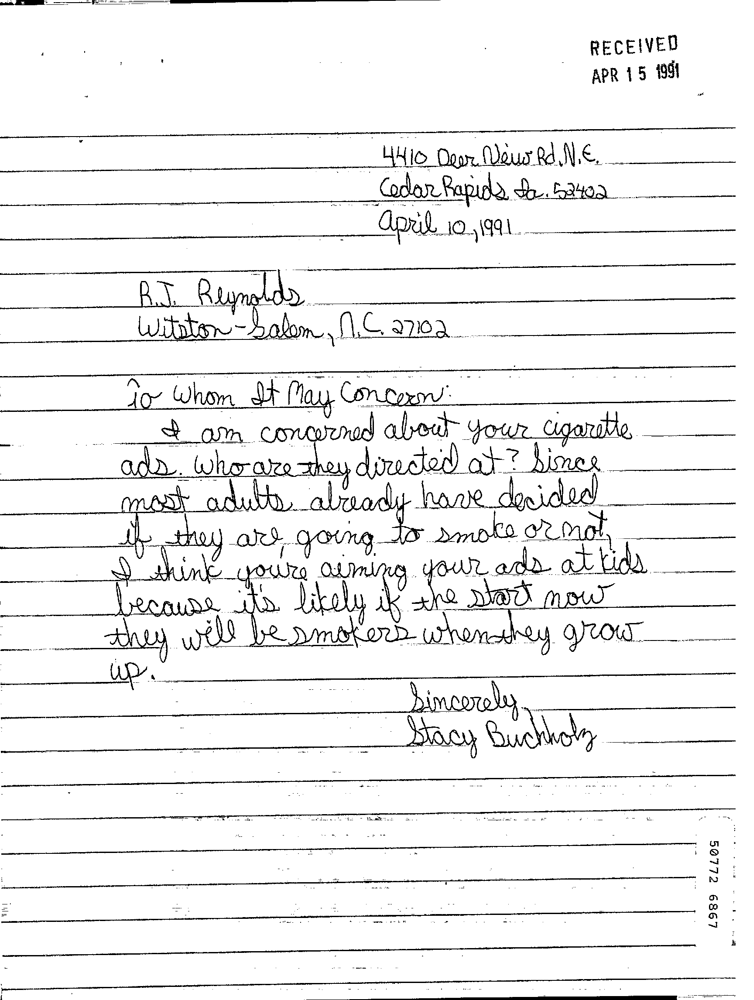 RECEIVED
APR 15 1991
4410 Deer View Rd. N.E.
Cedar Rapids Ia. 52402
April 10, 1991
R.J. Reynolds
Witston-Salem, N.C. 27102
To Whom It May Concern:
I am concerned about your cigarette
ads. Who are they directed at? Since
most adults already have decided
if they are going to smoke or not,
I think you're aiming your ads at kids
because it's likely if the start now
they will be smokers when they grow
up.
Sincerely,
Stacy Buchholz
50772 6867